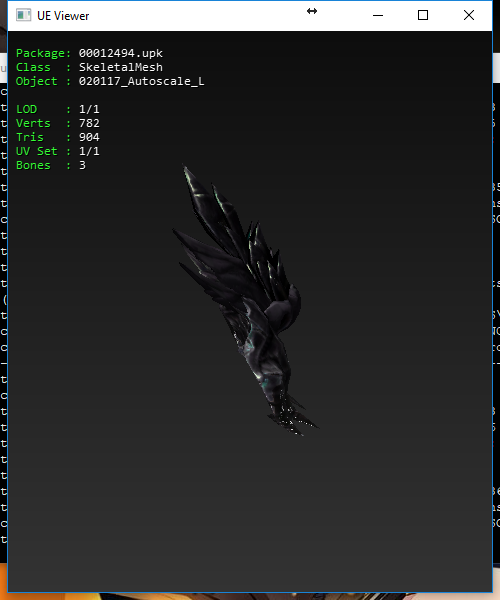 UE Viewer
Package: 00012494.upk
Class : SkeletalMesh
Object : 020117_Autoscale_L
LOD : 1/1
Verts : 782
Tris : 904
UV Set : 1/1
Bones : 3